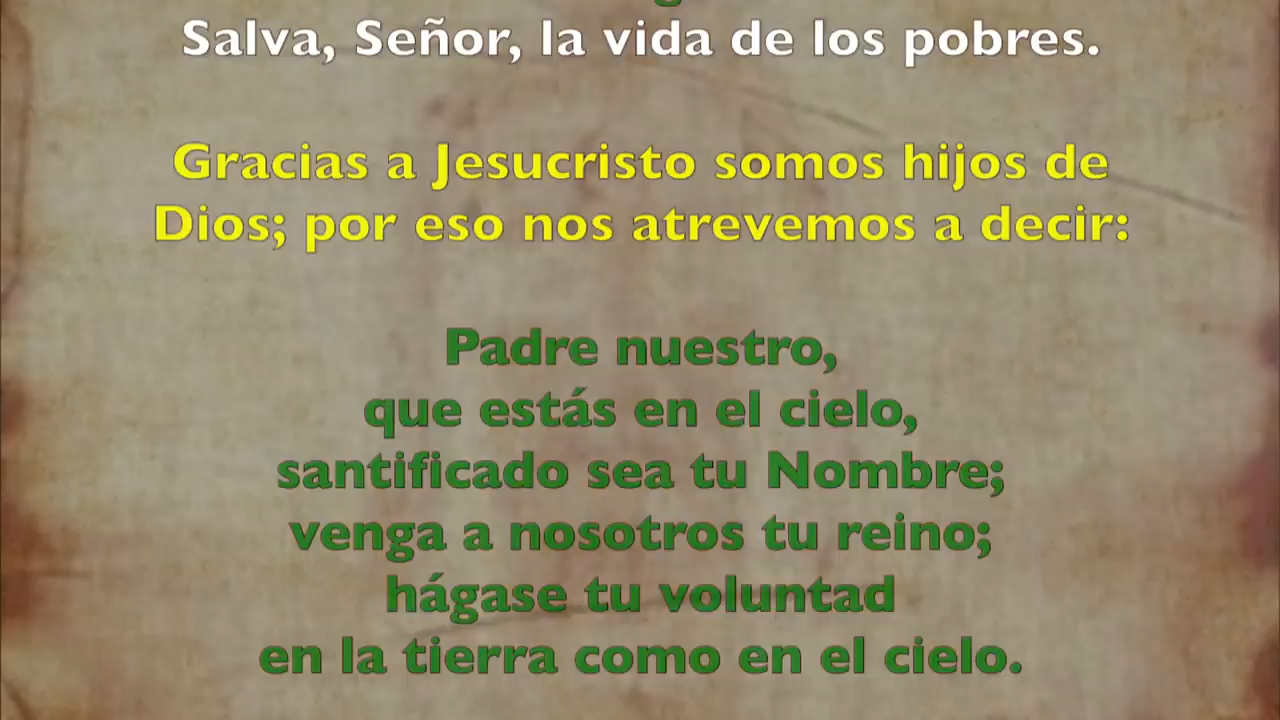 Salva, Señor, la vida de los pobres.
Gracias a Jesucristo somos hijos de
Dios; por eso nos atrevemos a decir:
Padre nuestro,
que estás en el cielo,
santificado sea tu Nombre;
venga a nosotros tu reino;
hágase tu voluntad
en la tierra como en el cielo.